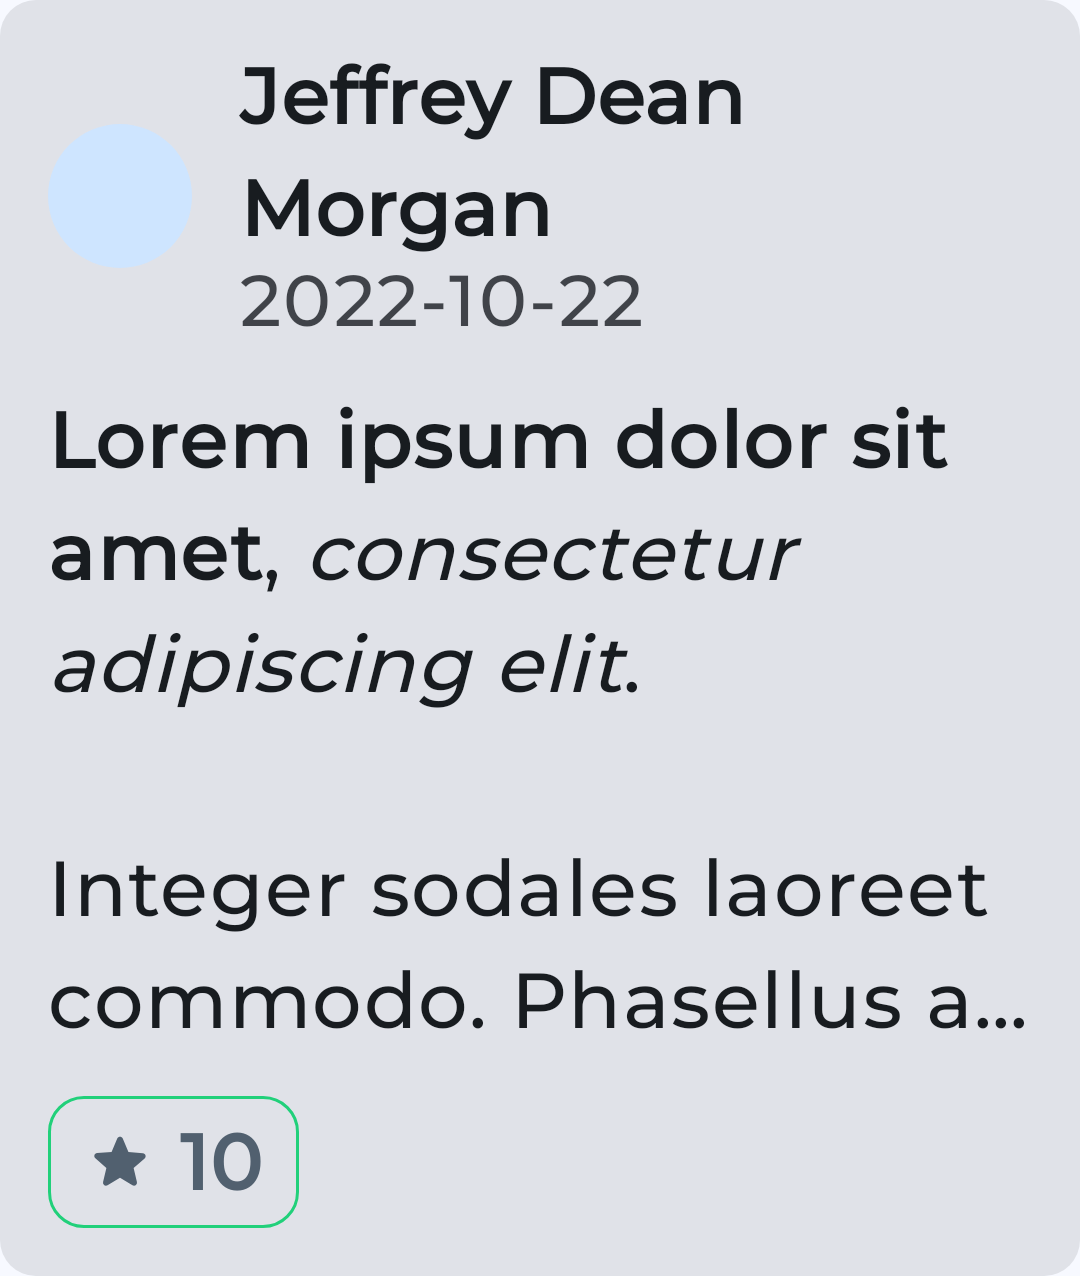 Jeffrey Dean
Morgan
2022-10-22
Lorem ipsum dolor sit
amet, consectetur
adipiscing elit.
Integer sodales laoreet
commodo. Phasellus a...
10